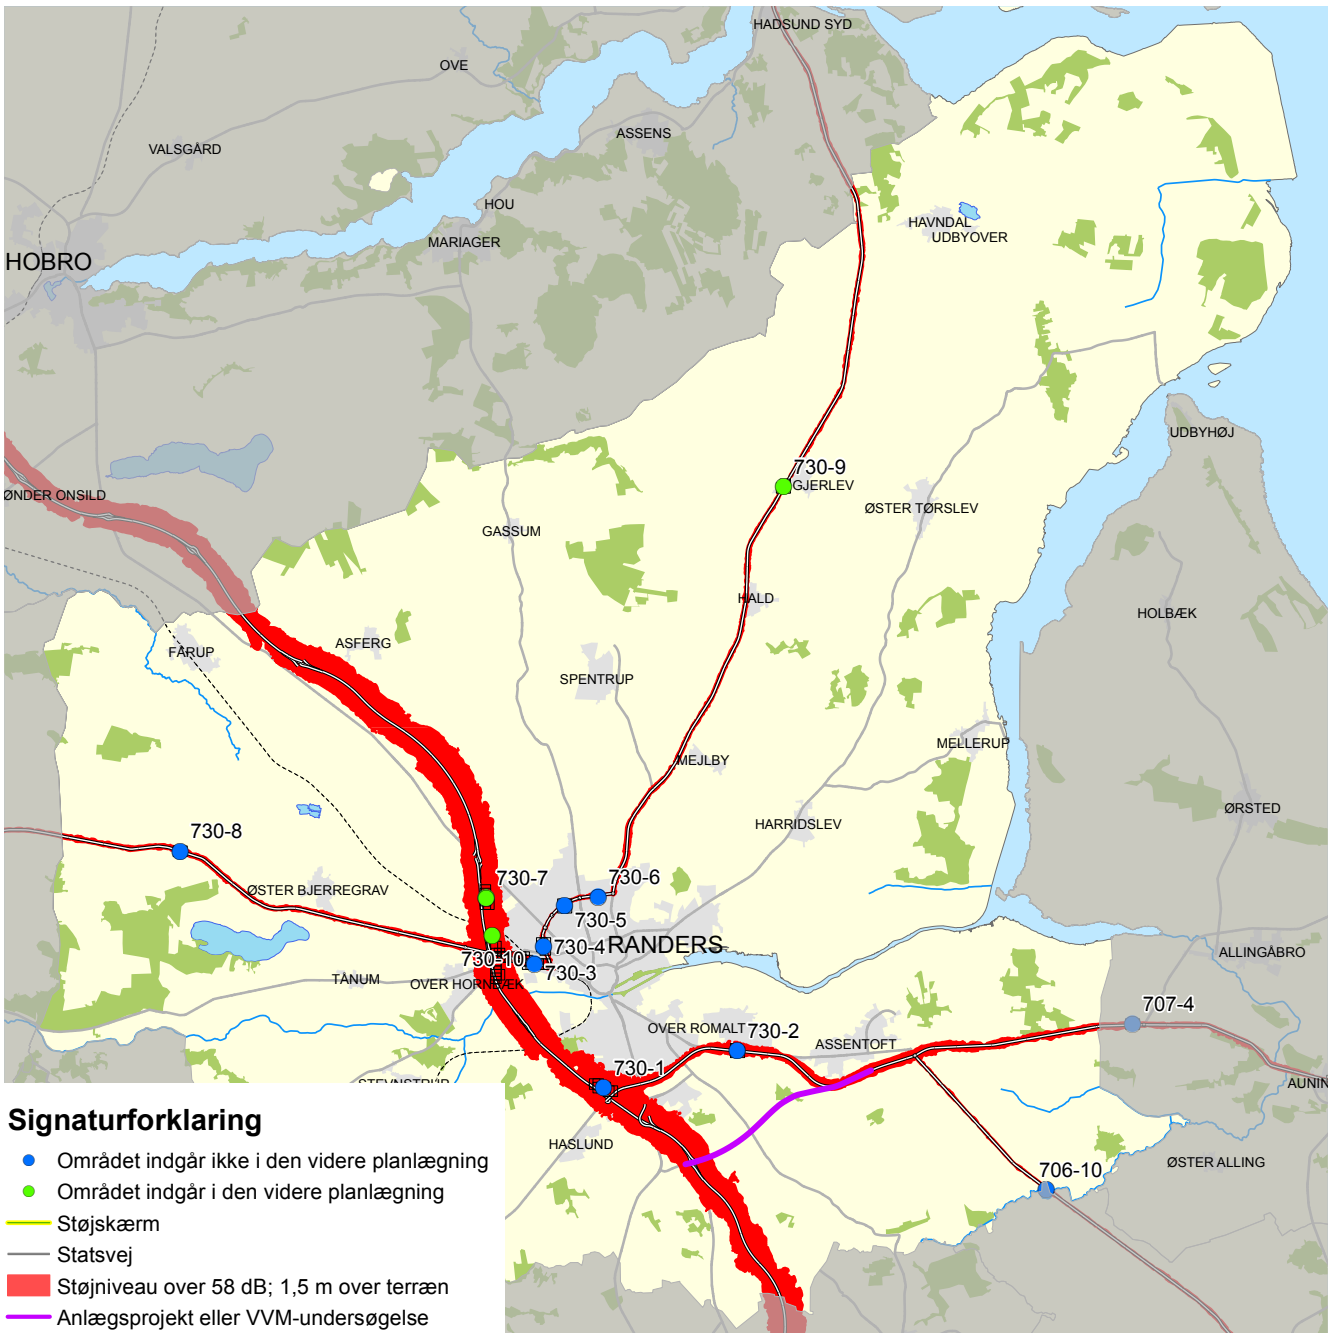 HADSUND SYD
OVE
ASSENS
VALSGÅRD
HOU
HAVNDAL
UDBYOVER
MARIAGER
HOBRO
UDBYHØJ
730-9
GJERLEV
ØNDER ONSILD
ØSTER TØRSLEV
GASSUM
HALD
HOLBÆK
ASFERG
FÅRUP
SPENTRUP
MELLERUP
MEJLBY
ØRSTED
HARRIDSLEV
730-8
730-7
730-6
ØSTER BJERREGRAV
730-5
730-4
RANDERS
ALLINGÅBRO
730-10
730-3
TÅNUM
OVER HORNBÆK
707-4
OVER ROMALT
730-2
ASSENTOFT
730-1
STEVNSTRUP
AUNIN
HASLUND
ØSTER ALLING
706-10
Signaturforklaring
Området indgår ikke i den videre planlægning
Området indgår i den videre planlægning
Støjskærm
Statsvej
Støjniveau over 58 dB; 1,5 m over terræn
Anlægsprojekt eller VVM-undersøgelse